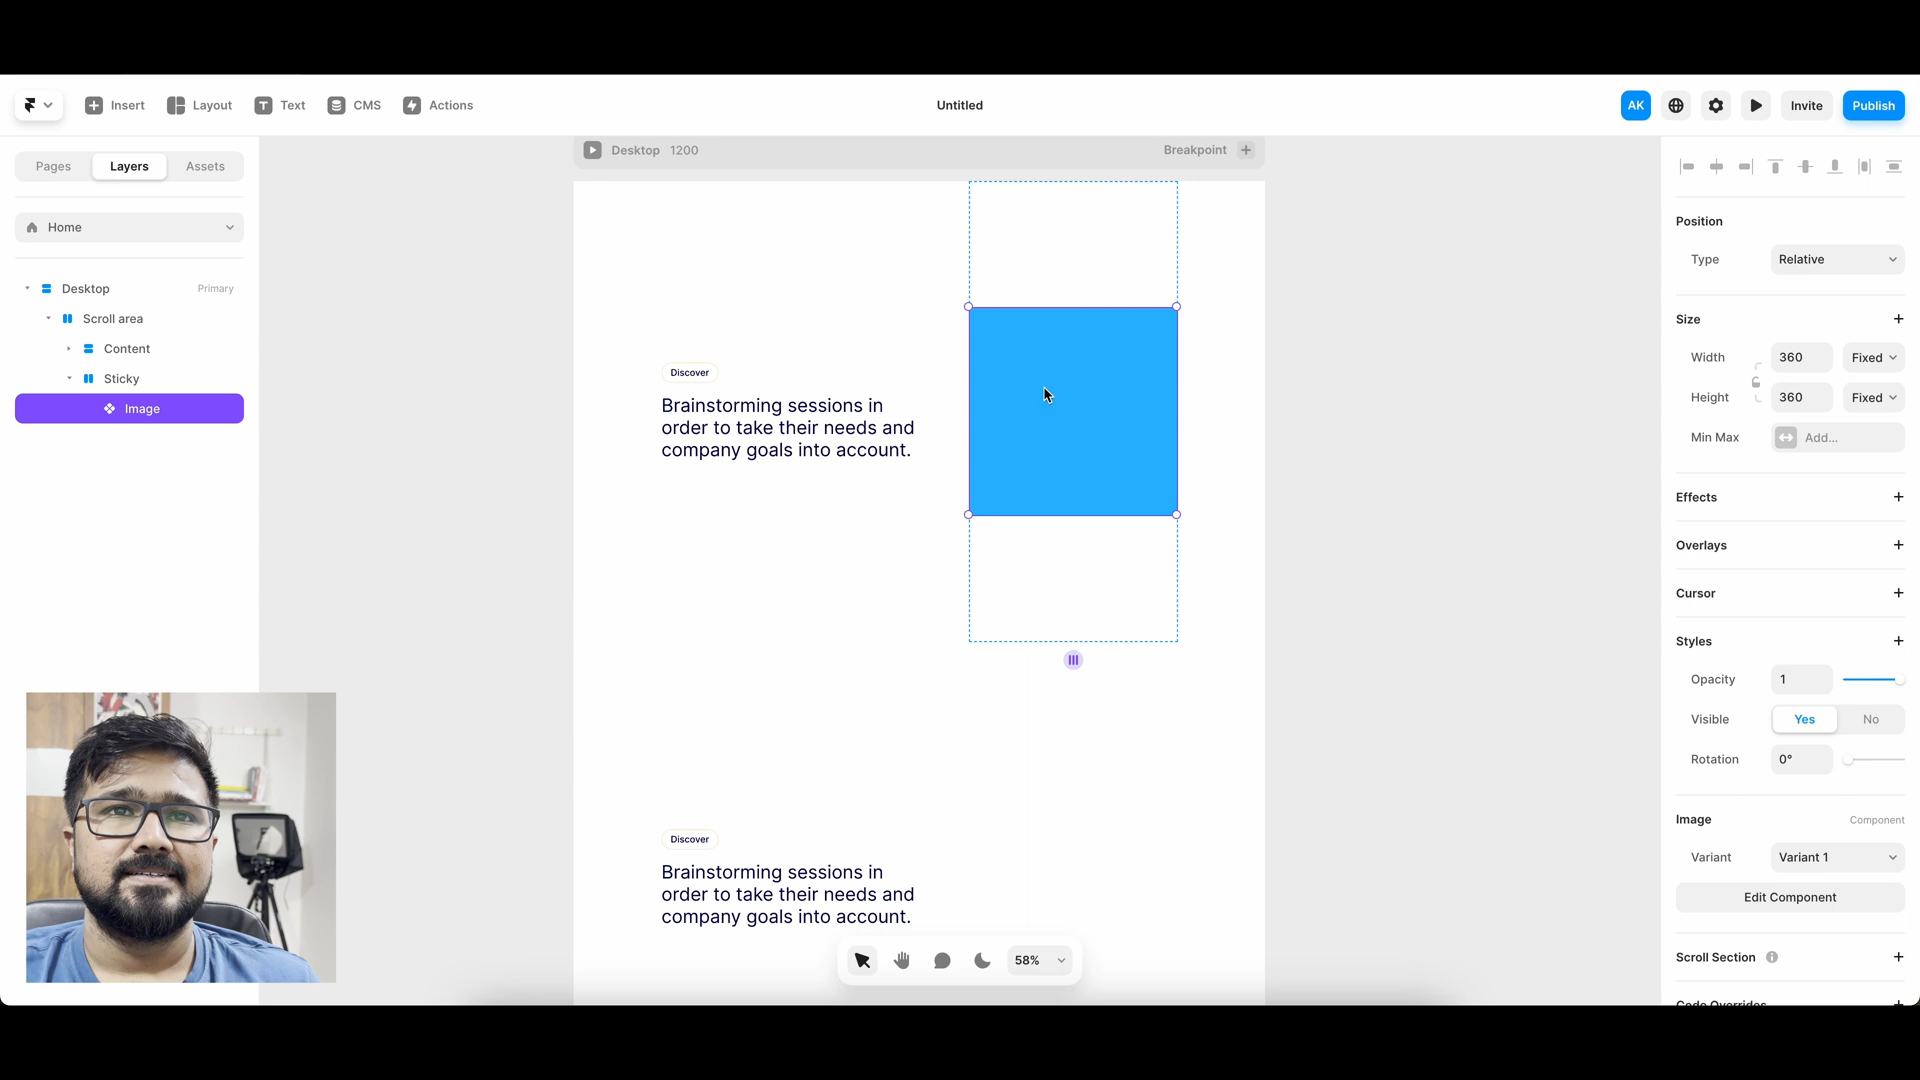 Insert
Layout
Text
CMS
Actions
Untitled
AK
Invite
Publish
Pages
Layers
Assets
Home
Desktop
Primary
Scroll area
Content
Sticky
Image
Desktop 1200
Breakpoint
Discover
Brainstorming sessions in
order to take their needs and
company goals into account.
Discover
Brainstorming sessions in
order to take their needs and
company goals into account.
58%
Position
Type Relative
Size
Width 360 Fixed
Height 360 Fixed
Min Max Add...
Effects
Overlays
Cursor
Styles
Opacity 1
Visible Yes No
Rotation 0°
Image Component
Variant Variant 1
Edit Component
Scroll Section
Code Overrides